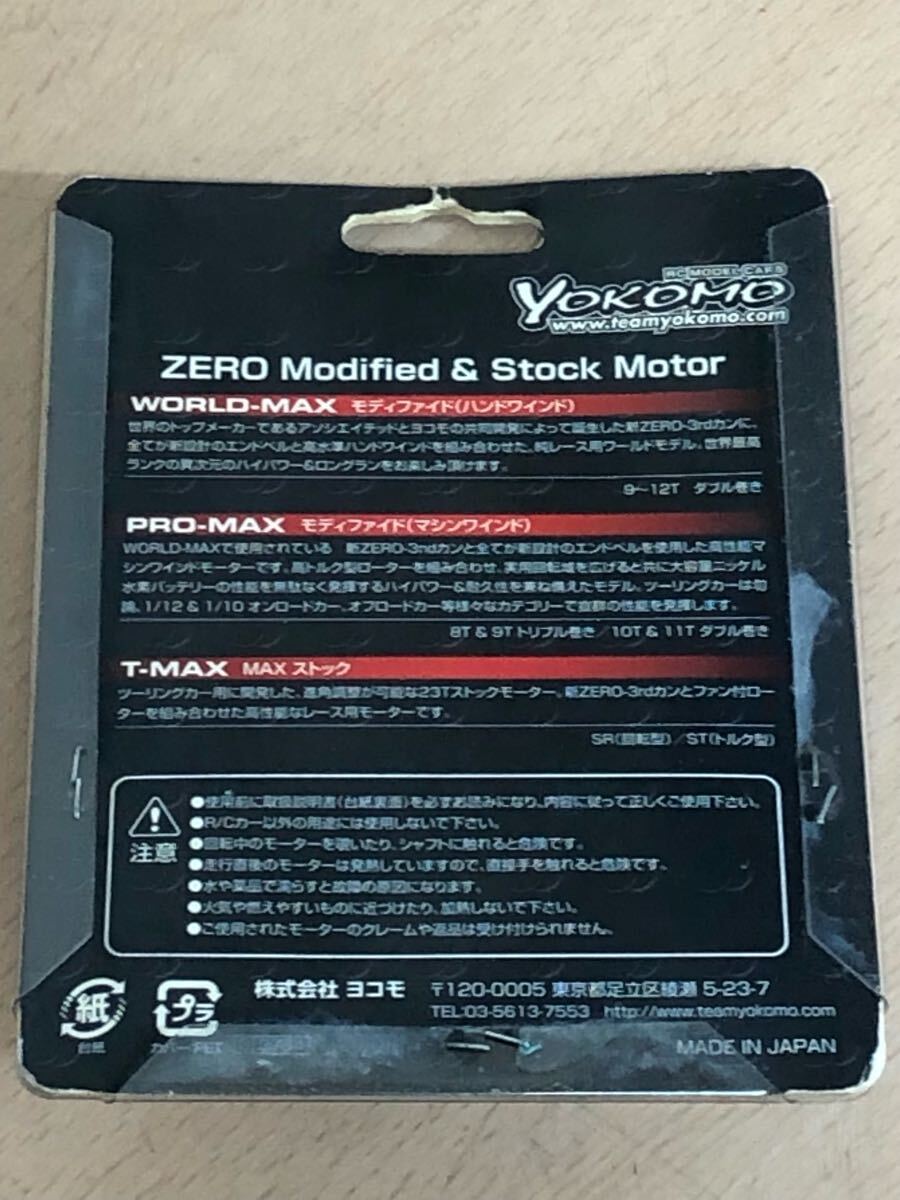 RC MODEL CARS
YOKOMO
www.teamyokomo.com
ZERO Modified & Stock Motor
WORLD-MAX モディファイド(ハンドワインド)
世界のトップメーカーであるアソシエイテッドとヨコモの共同開発によって誕生した新ZERO-3rdカンに、
全てが新設計のエンドベルと高水準ハンドワインドを組み合わせた、純レース用ワールドモデル。世界最高
ランクの異次元のハイパワー&ロングランをお楽しみ頂けます。
9〜12T ダブル巻き
PRO-MAX モディファイド(マシンワインド)
WORLD-MAXで使用されている 新ZERO-3ndカンと全てが新設計のエンドベルを使用した高性能マ
シンワインドモーターです。高トルク型ローターを組み合わせ、実用回転域を広げると共に大容量ニッケル
水素バッテリーの性能を無駄なく発揮するハイパワー&耐久性を兼ね備えたモデル。ツーリングカーは勿
論、1/12 & 1/10 オンロードカー、オフロードカー等様々なカテゴリーで抜群の性能を発揮します。
8T & 9T トリプル巻き/10T & 11T ダブル巻き
T-MAX MAX ストック
ツーリングカー用に開発した、進角調整が可能な23Tストックモーター。新ZERO-3rdカンとファン付ロー
ターを組み合わせた高性能なレース用モーターです。
SR(回転型)/ST(トルク型)
注意
●使用前に取扱説明書(台紙裏面)を必ずお読みになり、内容に従って正しくご使用下さい。
●R/Cカー以外の用途には使用しないで下さい。
●回転中のモーターを覗いたり、シャフトに触れると危険です。
●走行直後のモーターは発熱していますので、直接手を触れると危険です。
●水や薬品で濡らすと故障の原因になります。
●火気や燃えやすいものに近づけたり、加熱しないで下さい。
●ご使用されたモーターのクレームや返品は受け付けられません。
紙
台紙
プラ
カバー:PET
株式会社 ヨコモ
〒120-0005 東京都足立区綾瀬 5-23-7
TEL:03-5613-7553 http://www.teamyokomo.com
MADE IN JAPAN